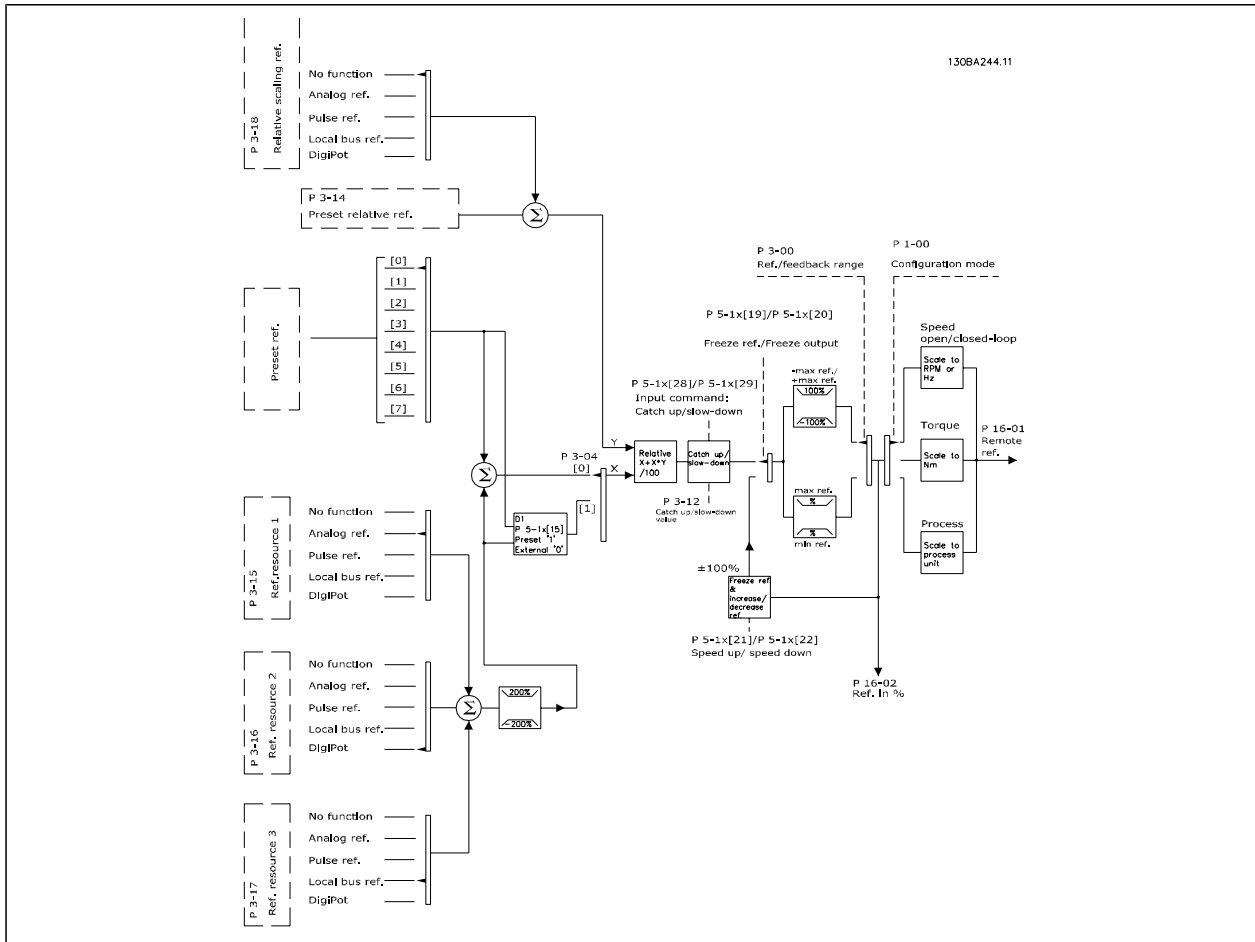 130BA244.11
P 3-18
Relative scaling ref.
No function
Analog ref.
Pulse ref.
Local bus ref.
DigiPot
P 3-14
Preset relative ref.
Σ
Preset ref.
[0]
[1]
[2]
[3]
[4]
[5]
[6]
[7]
Y
X
P 3-04
[0]
[1]
Σ
D1
P 5-1x[15]
Preset '1'
External '0'
Relative
X+X*Y
/100
P 5-1x[28]/P 5-1x[29]
Input command:
Catch up/slow-down
Catch up/
slow-down
P 3-12
Catch up/slow-down
value
P 5-1x[19]/P 5-1x[20]
Freeze ref./Freeze output
P 3-00
Ref./feedback range
P 1-00
Configuration mode
-max ref./
+max ref.
100%
-100%
max ref.
%
%
min ref.
±100%
Freeze ref.
&
increase/
decrease
ref.
P 5-1x[21]/P 5-1x[22]
Speed up/ speed down
Speed
open/closed-loop
Scale to
RPM or
Hz
Torque
Scale to
Nm
Process
Scale to
process
unit
P 16-01
Remote
ref.
P 16-02
Ref. in %
P 3-15
Ref.resource 1
No function
Analog ref.
Pulse ref.
Local bus ref.
DigiPot
P 3-16
Ref. resource 2
No function
Analog ref.
Pulse ref.
Local bus ref.
DigiPot
Σ
200%
-200%
P 3-17
Ref. resource 3
No function
Analog ref.
Pulse ref.
Local bus ref.
DigiPot